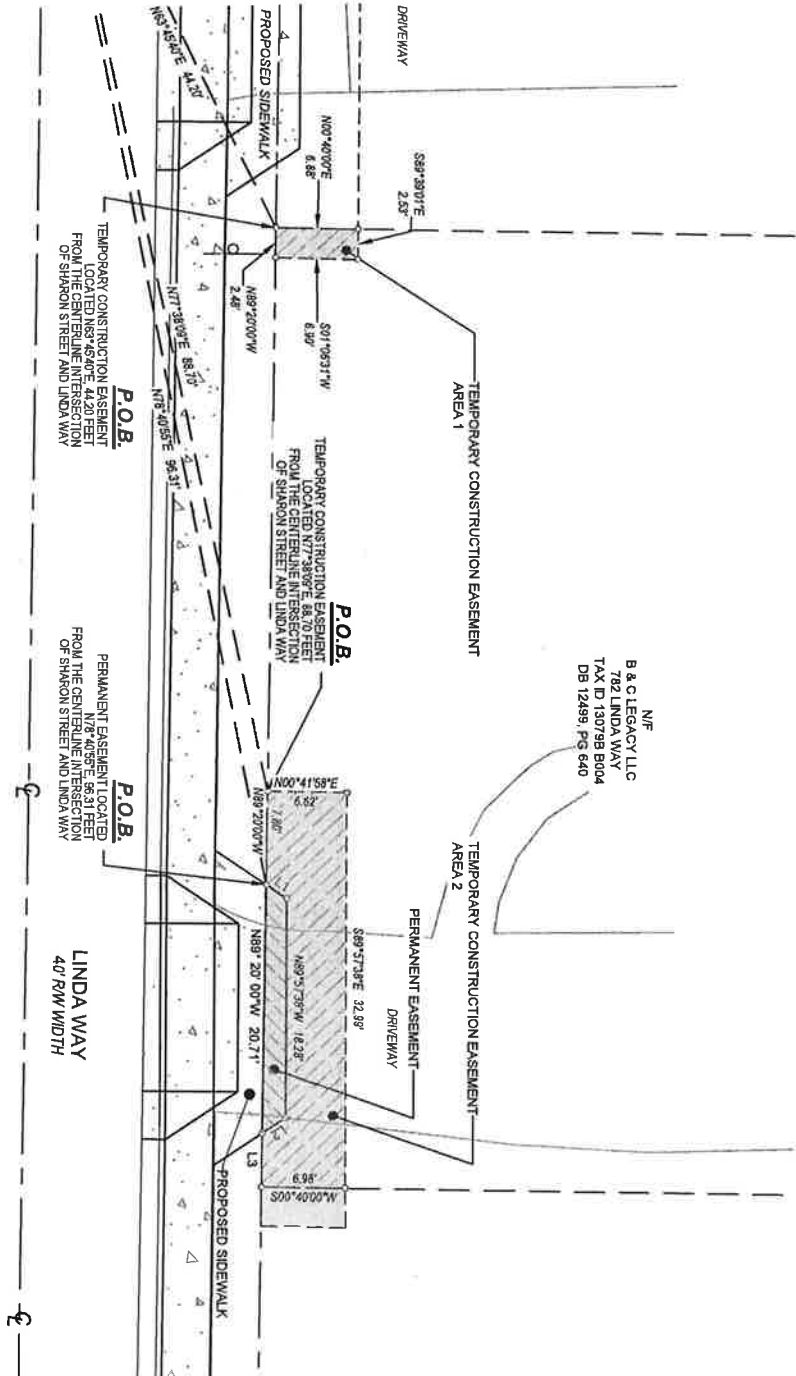 DRIVEWAY
N63°45'40"E 44.20'
PROPOSED SIDEWALK
N00°40'00"E
6.88'
S89°39'01"E
2.53'
N89°20'00"W
2.48'
S01°06'31"W
6.90'
TEMPORARY CONSTRUCTION EASEMENT
AREA 1
P.O.B.
TEMPORARY CONSTRUCTION EASEMENT
LOCATED N63°45'40"E, 44.20 FEET
FROM THE CENTERLINE INTERSECTION
OF SHARON STREET AND LINDA WAY
N77°38'09"E 88.70'
N78°40'55"E 96.31'
P.O.B.
TEMPORARY CONSTRUCTION EASEMENT
LOCATED N77°38'09"E, 88.70 FEET
FROM THE CENTERLINE INTERSECTION
OF SHARON STREET AND LINDA WAY
N/F
B & C LEGACY LLC
782 LINDA WAY
TAX ID 13079B B004
DB 12499, PG 640
TEMPORARY CONSTRUCTION EASEMENT
AREA 2
PERMANENT EASEMENT
DRIVEWAY
N00°41'58"E
6.62'
7.80'
N89°20'00"W
S89°57'38"E 32.99'
N89°57'38"W 18.28'
N89° 20' 00"W 20.71'
L3
6.98'
S00°40'00"W
PROPOSED SIDEWALK
P.O.B.
PERMANENT EASEMENT LOCATED
N78°40'55"E, 96.31 FEET
FROM THE CENTERLINE INTERSECTION
OF SHARON STREET AND LINDA WAY
LINDA WAY
40' R/W WIDTH